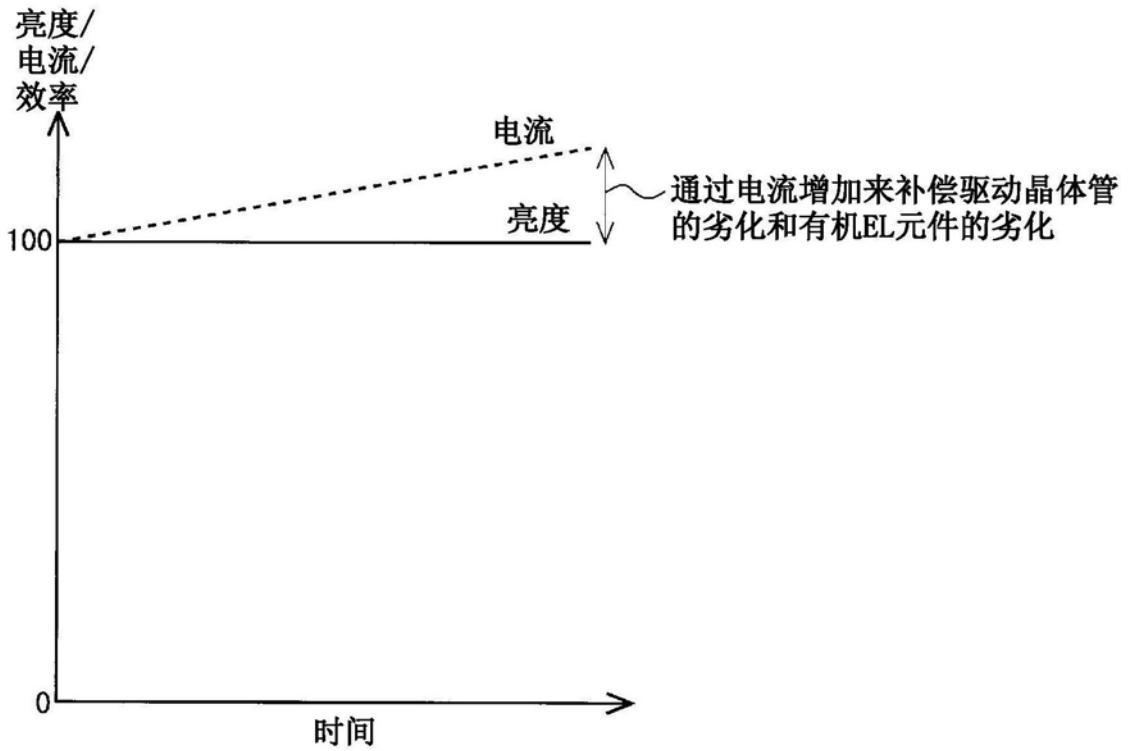 亮度/
电流/
效率
电流
通过电流增加来补偿驱动晶体管
的劣化和有机EL元件的劣化
亮度
100
0
时间